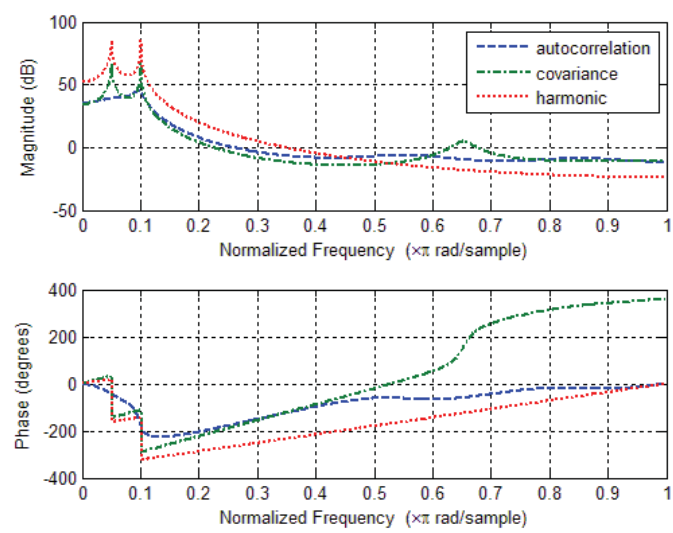 100
50
0
-50
Magnitude (dB)
autocorrelation
covariance
harmonic
0 0.1 0.2 0.3 0.4 0.5 0.6 0.7 0.8 0.9 1
Normalized Frequency (×π rad/sample)
400
200
0
-200
-400
Phase (degrees)
0 0.1 0.2 0.3 0.4 0.5 0.6 0.7 0.8 0.9 1
Normalized Frequency (×π rad/sample)